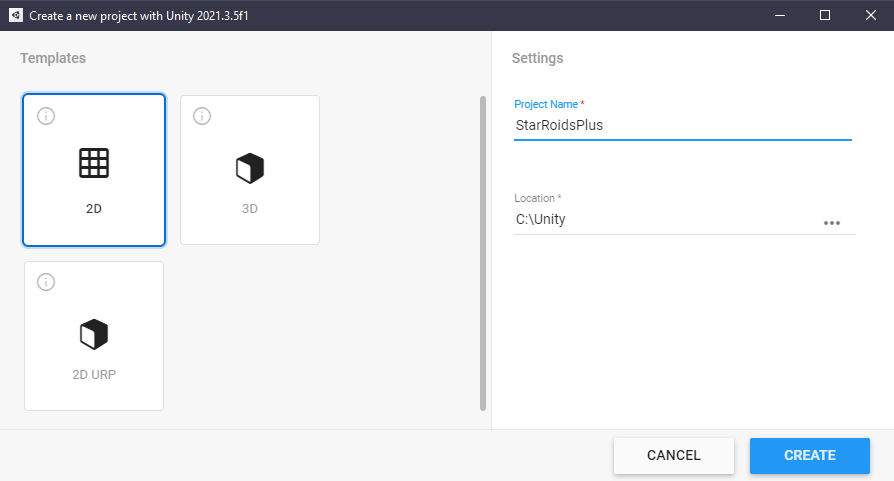 Create a new project with Unity 2021.3.5f1
Templates
2D
3D
2D URP
Settings
Project Name *
StarRoidsPlus
Location *
C:\Unity
CANCEL
CREATE